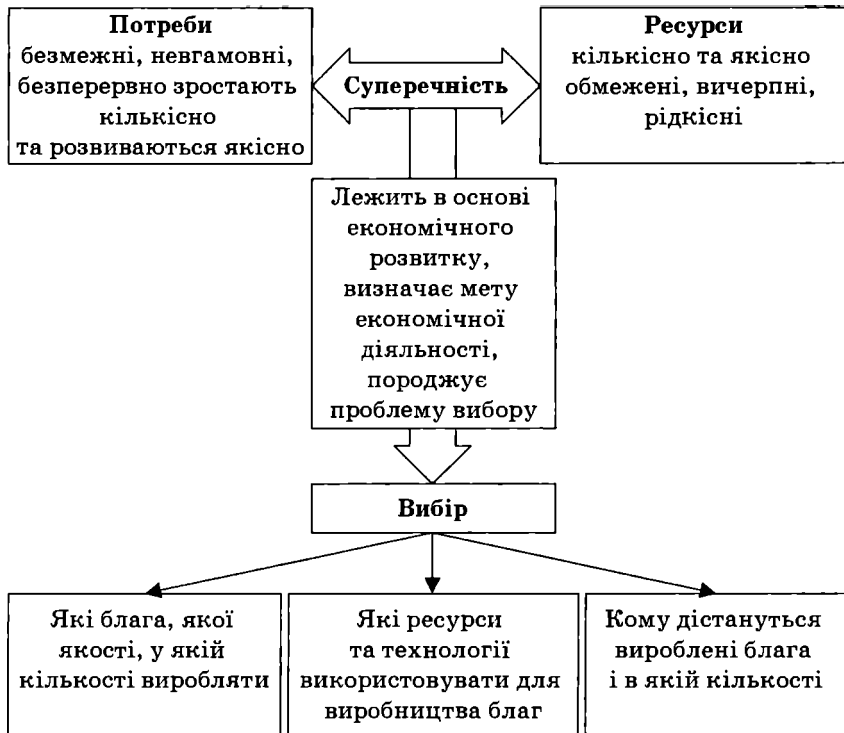 Потреби
безмежні, невгамовні,
безперервно зростають
кількісно
та розвиваються якісно
Суперечність
Ресурси
кількісно та якісно
обмежені, вичерпні,
рідкісні
Лежить в основі
економічного
розвитку,
визначає мету
економічної
діяльності,
породжує
проблему вибору
Вибір
Які блага, якої
якості, у якій
кількості виробляти
Які ресурси
та технології
використовувати для
виробництва благ
Кому дістануться
вироблені блага
і в якій кількості